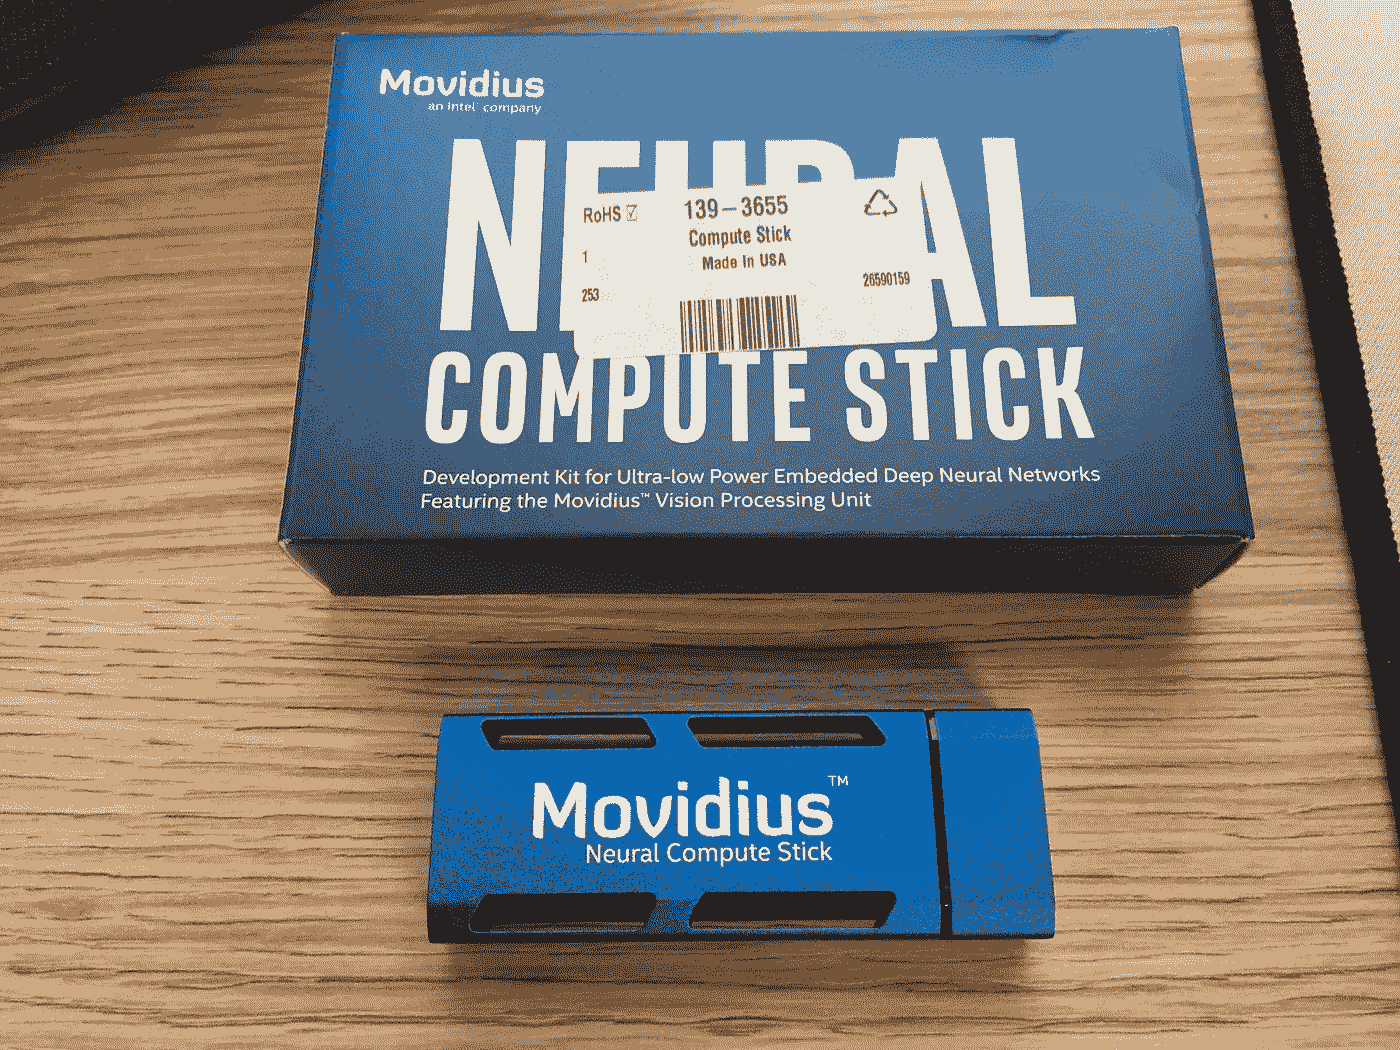 Movidius
an Intel company
NEURAL
RoHS
139-3655
Compute Stick
1
Made In USA
253
26590159
COMPUTE STICK
Development Kit for Ultra-low Power Embedded Deep Neural Networks
Featuring the Movidius™ Vision Processing Unit
Movidius™
Neural Compute Stick